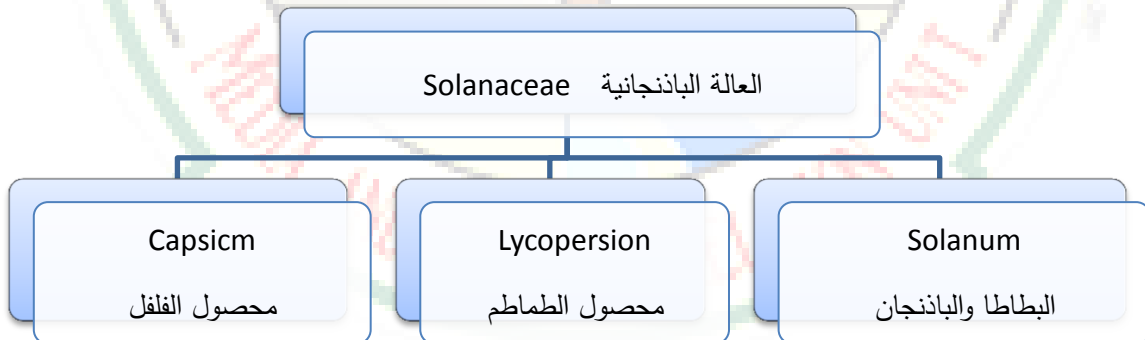 العالة الباذنجانية Solanaceae
Solanum
البطاطا والباذنجان
Lycopersion
محصول الطماطم
Capsicm
محصول الفلفل